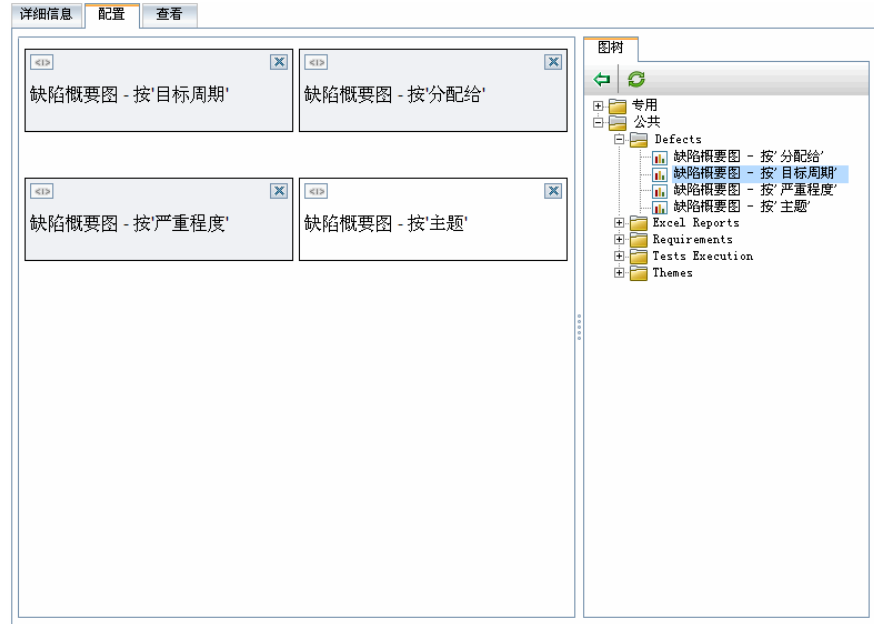 详细信息 配置 查看
缺陷概要图 - 按'目标周期'
缺陷概要图 - 按'分配给'
缺陷概要图 - 按'严重程度'
缺陷概要图 - 按'主题'
图树
专用
公共
Defects
缺陷概要图 - 按'分配给'
缺陷概要图 - 按'目标周期'
缺陷概要图 - 按'严重程度'
缺陷概要图 - 按'主题'
Excel Reports
Requirements
Tests Execution
Themes